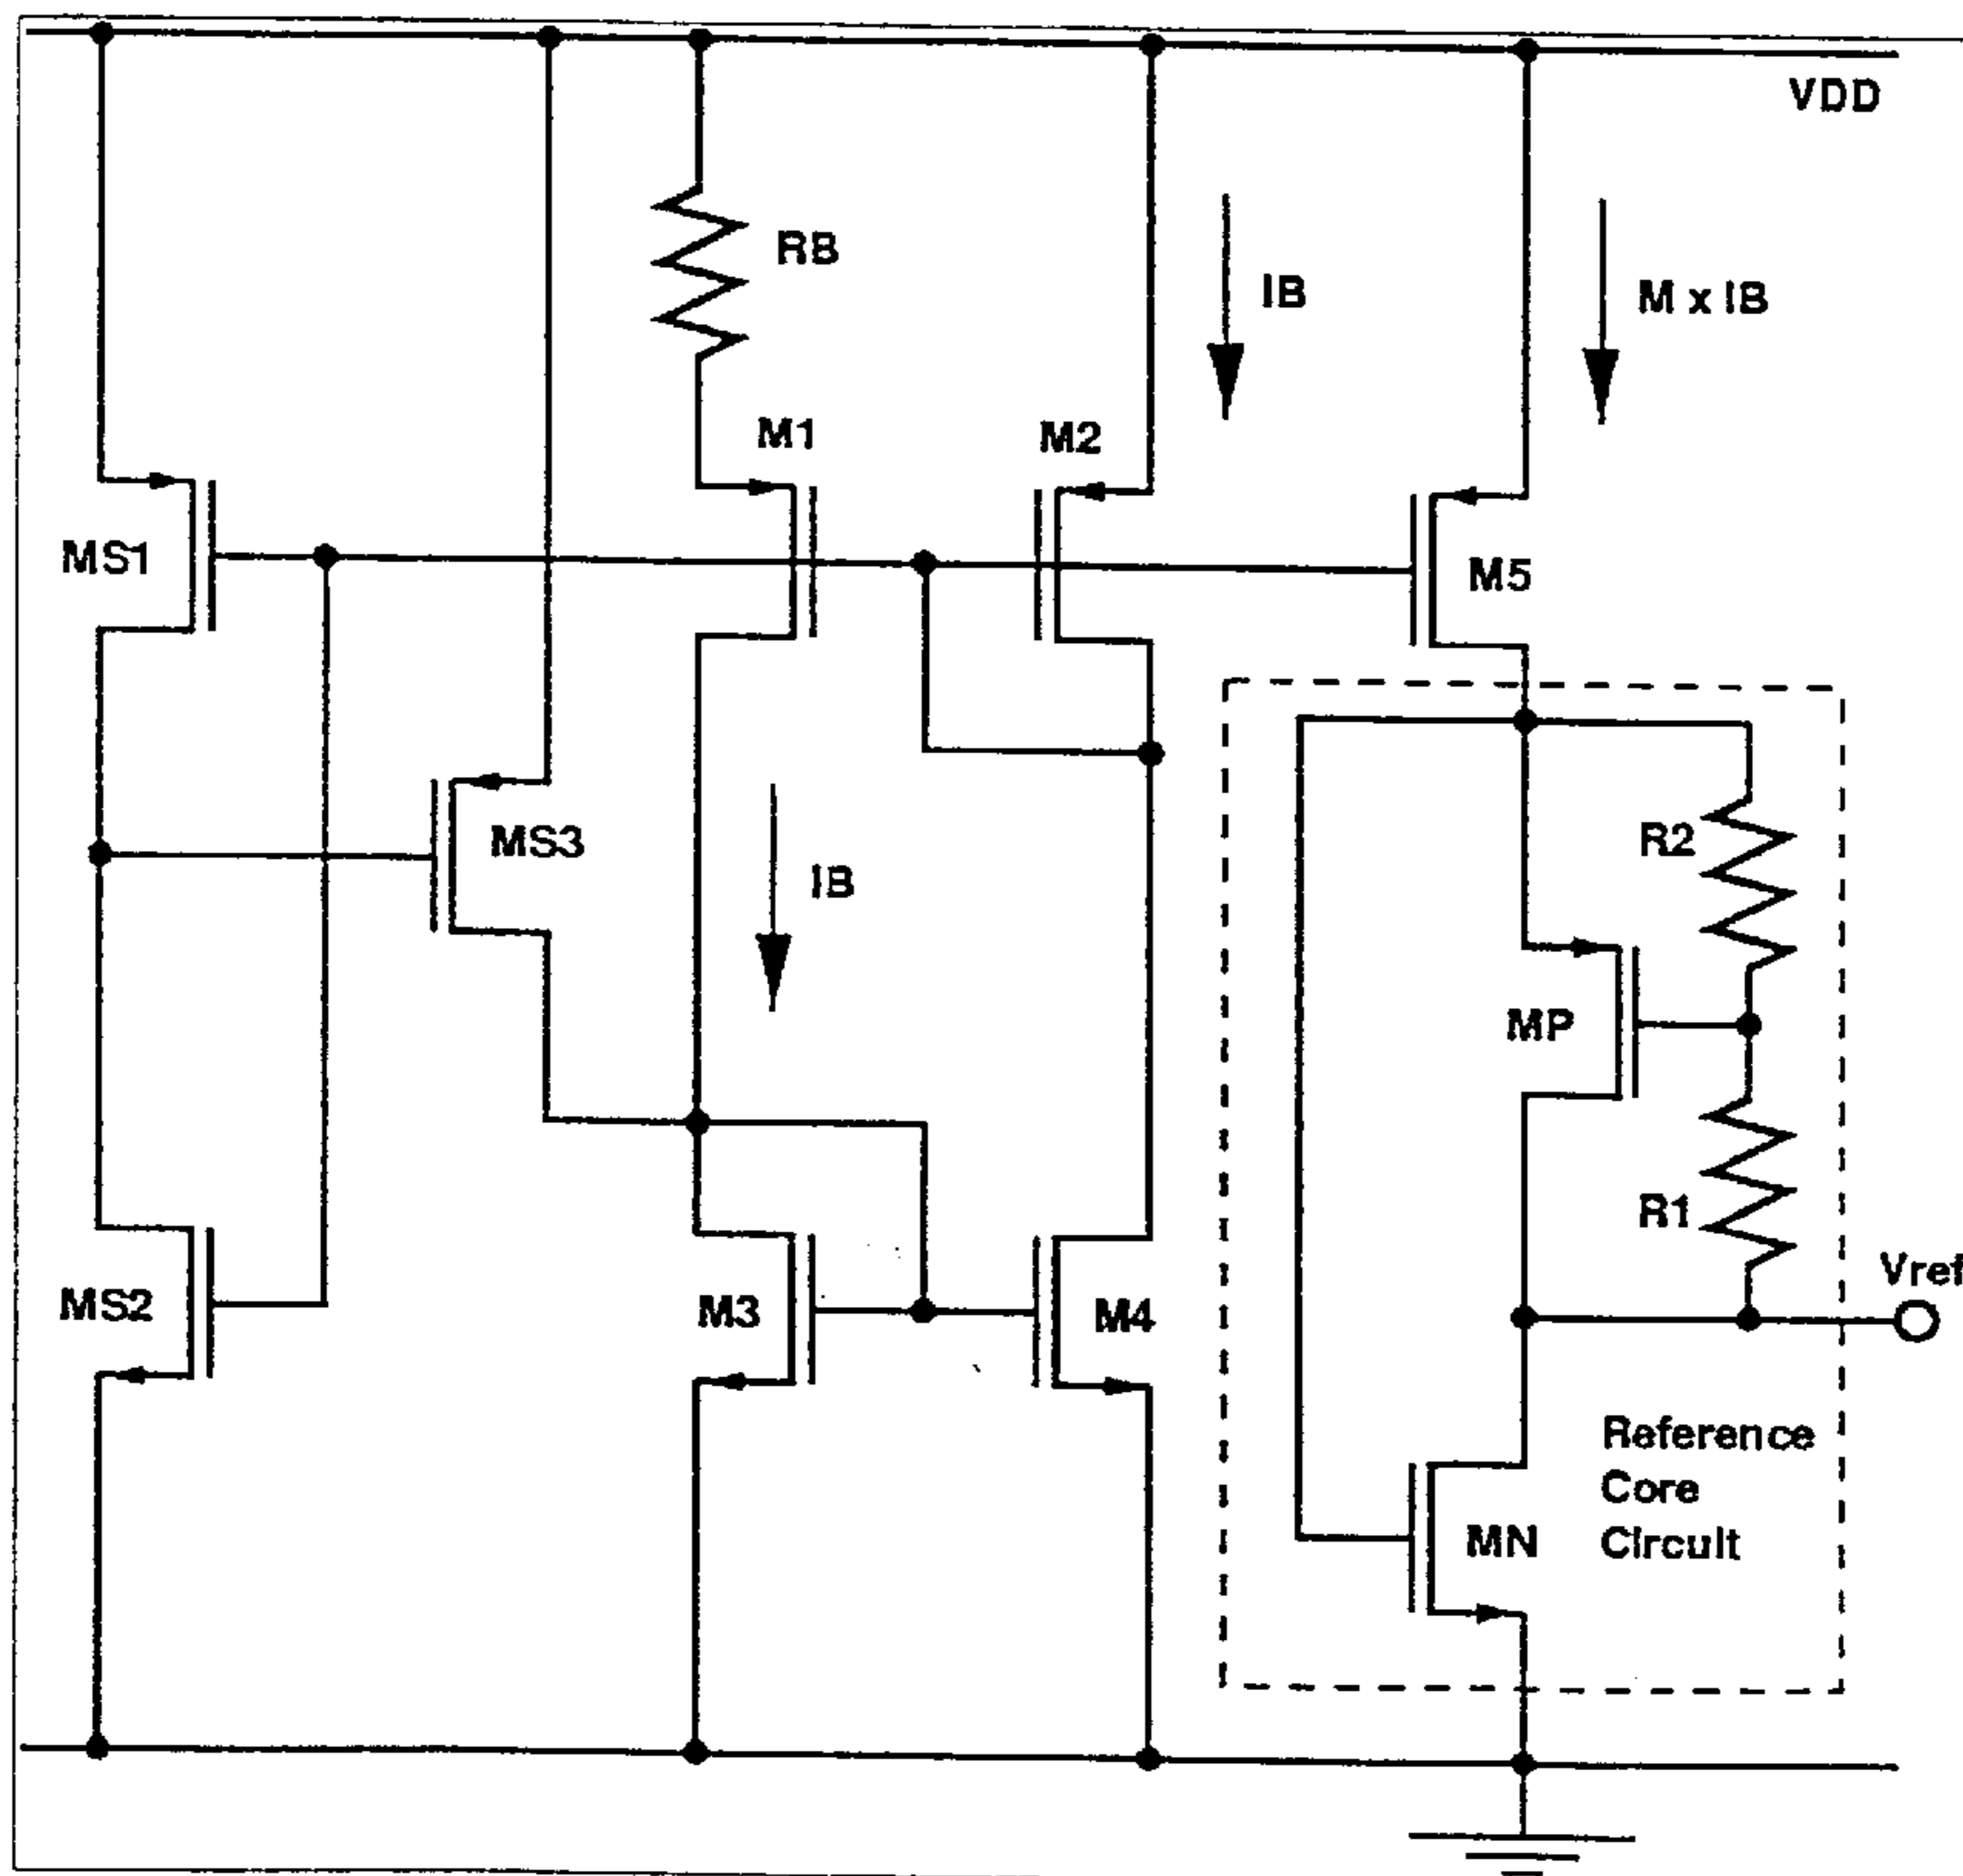 VDD
RB
IB
M x IB
M1
M2
MS1
M5
MS3
R2
IB
MP
R1
Vref
MS2
M3
M4
Reference
Core
Circuit
MN